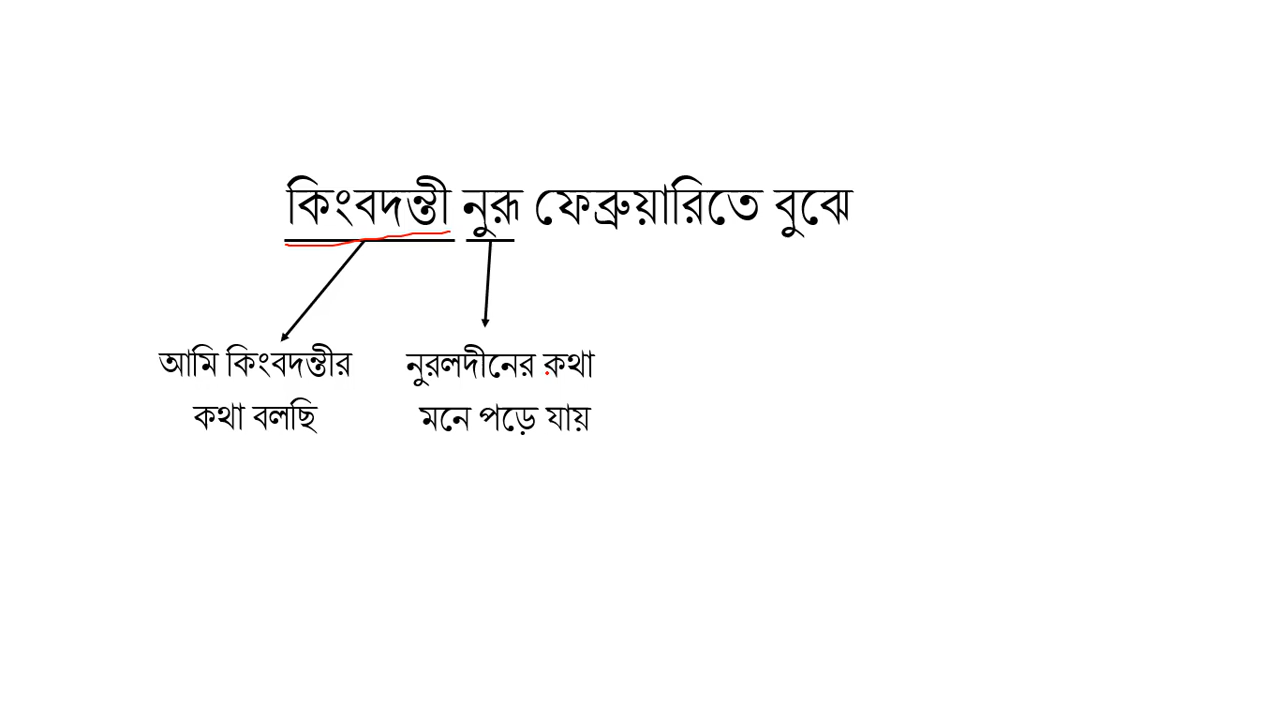 কিংবদন্তী নুরূ ফেব্রুয়ারিতে বুঝে
আমি কিংবদন্তীর
কথা বলছি
নুরলদীনের কথা
মনে পড়ে যায়